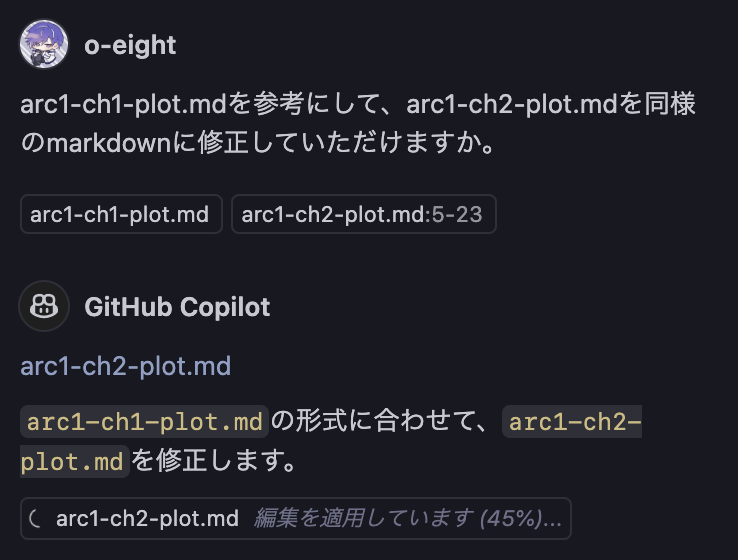 o-eight
arc1-ch1-plot.mdを参考にして、arc1-ch2-plot.mdを同様
のmarkdownに修正していただけますか。
arc1-ch1-plot.md arc1-ch2-plot.md:5-23
GitHub Copilot
arc1-ch2-plot.md
arc1-ch1-plot.mdの形式に合わせて、arc1-ch2-
plot.mdを修正します。
arc1-ch2-plot.md 編集を適用しています (45%)...